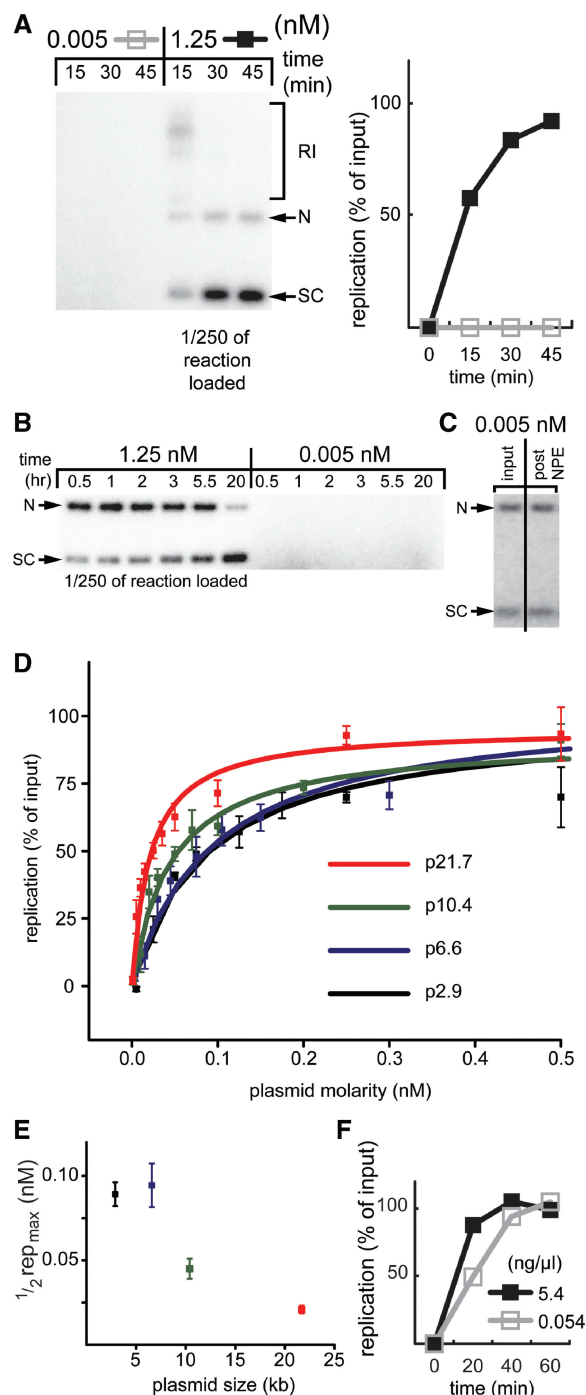 A
0.005 1.25 (nM)
15 30 45 15 30 45 time (min)
RI
N
SC
1/250 of
reaction
loaded
replication (% of input)
100
50
0 15 30 45
time (min)
B
1.25 nM 0.005 nM
time
(hr) 0.5 1 2 3 5.5 20 0.5 1 2 3 5.5 20
N
SC
1/250 of reaction loaded
C
0.005 nM
input
post
NPE
N
SC
D
replication (% of input)
100
75
50
25
0
p21.7
p10.4
p6.6
p2.9
0.0 0.1 0.2 0.3 0.4 0.5
plasmid molarity (nM)
E
1/2 rep max (nM)
0.10
0.05
0 5 10 15 20 25
plasmid size (kb)
F
replication (% of input)
100
50
(ng/µl)
5.4
0.054
0 20 40 60
time (min)